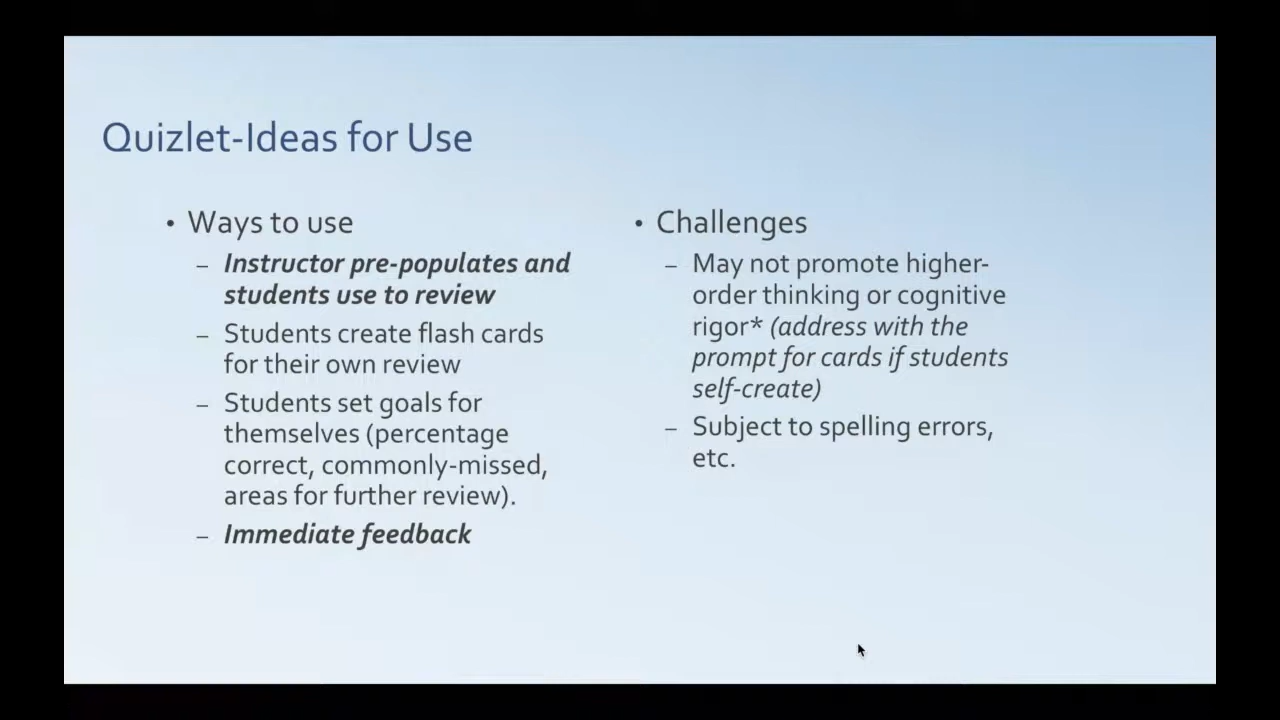 Quizlet-Ideas for Use
• Ways to use
– Instructor pre-populates and
students use to review
– Students create flash cards
for their own review
– Students set goals for
themselves (percentage
correct, commonly-missed,
areas for further review).
– Immediate feedback
• Challenges
– May not promote higher-
order thinking or cognitive
rigor* (address with the
prompt for cards if students
self-create)
– Subject to spelling errors,
etc.